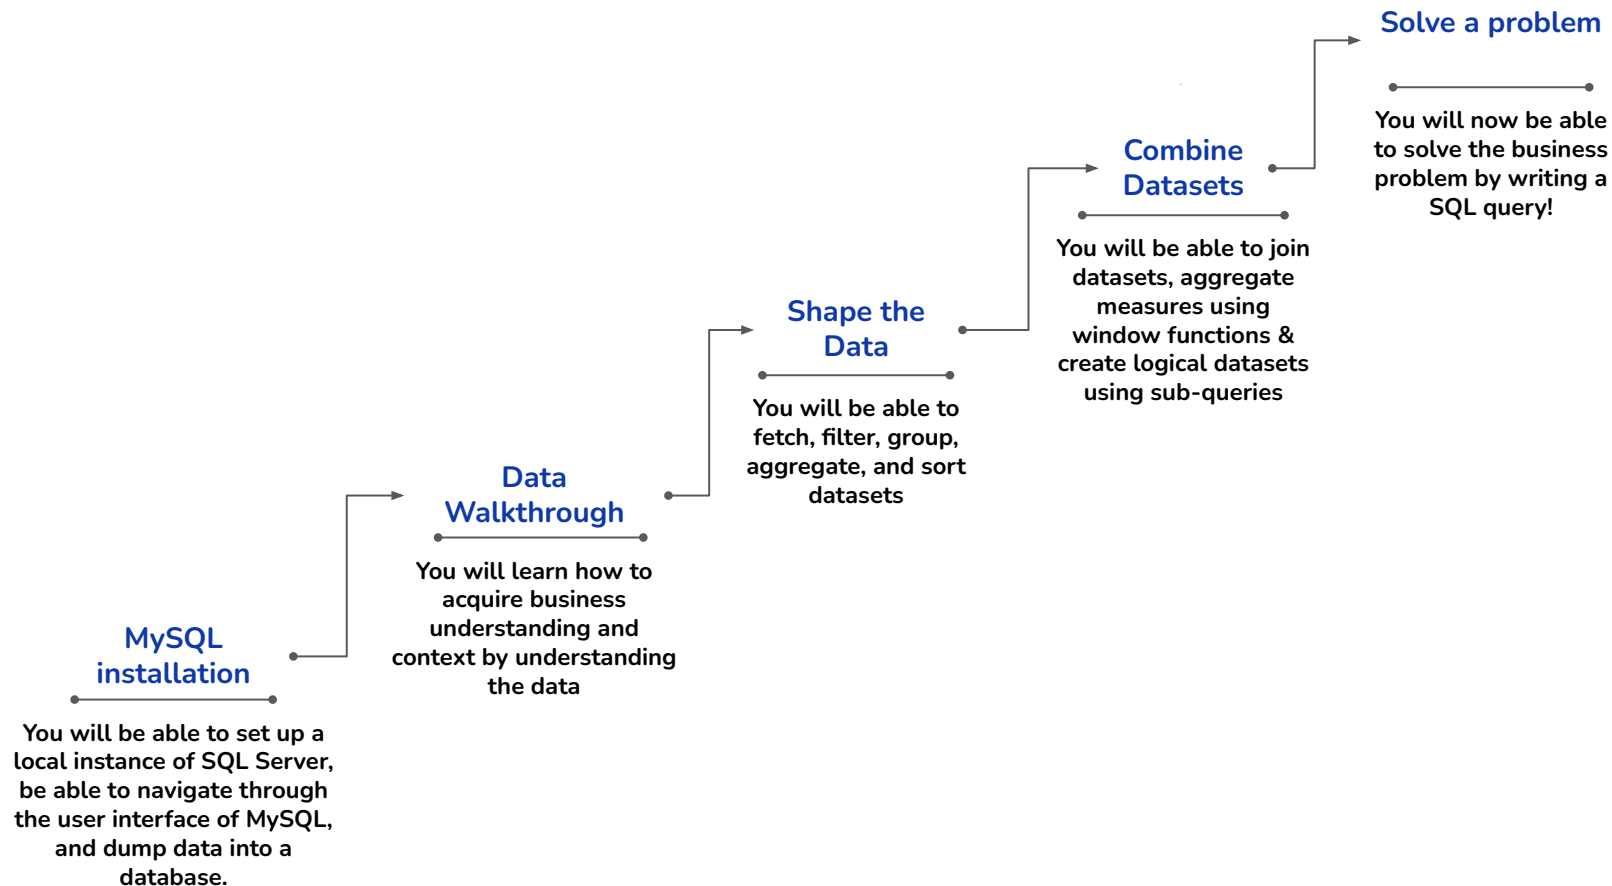 Solve a problem
You will now be able
to solve the business
problem by writing a
SQL query!
Combine
Datasets
You will be able to join
datasets, aggregate
measures using
window functions &
create logical datasets
using sub-queries
Shape the
Data
You will be able to
fetch, filter, group,
aggregate, and sort
datasets
Data
Walkthrough
You will learn how to
acquire business
understanding and
context by understanding
the data
MySQL
installation
You will be able to set up a
local instance of SQL Server,
be able to navigate through
the user interface of MySQL,
and dump data into a
database.